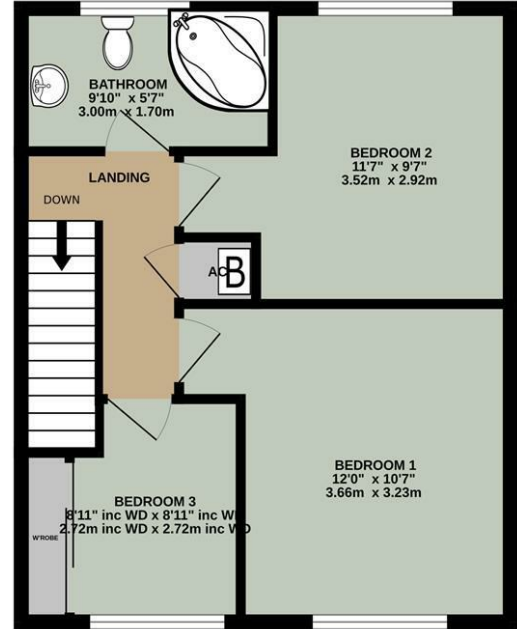 BATHROOM
9'10" x 5'7"
3.00m x 1.70m
BEDROOM 2
11'7" x 9'7"
3.52m x 2.92m
LANDING
DOWN
AC
B
BEDROOM 1
12'0" x 10'7"
3.66m x 3.23m
BEDROOM 3
8'11" inc WD x 8'11" inc WD
2.72m inc WD x 2.72m inc WD
W'ROBE